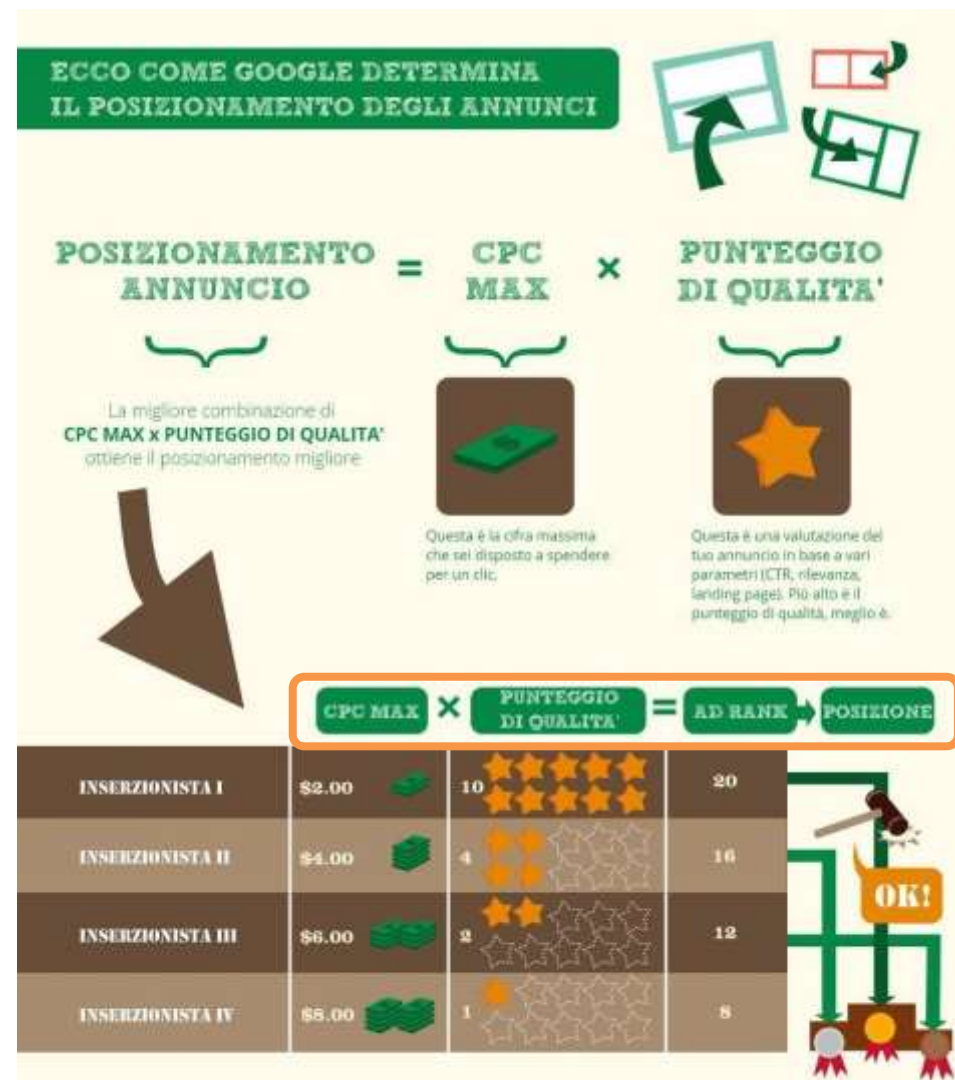 ECCO COME GOOGLE DETERMINA
IL POSIZIONAMENTO DEGLI ANNUNCI
POSIZIONAMENTO
ANNUNCIO
=
CPC
MAX
×
PUNTEGGIO
DI QUALITA'
La migliore combinazione di
CPC MAX x PUNTEGGIO DI QUALITA'
ottiene il posizionamento migliore
Questa è la cifra massima
che sei disposto a spendere
per un clic.
Questa è una valutazione del
tuo annuncio in base a vari
parametri (CTR, rilevanza,
landing page). Più alto è il
punteggio di qualità, meglio è.
CPC MAX × PUNTEGGIO DI QUALITA' = AD RANK POSIZIONE
INSERZIONISTA I $2.00 10 20
INSERZIONISTA II $4.00 4 16
INSERZIONISTA III $6.00 2 12
INSERZIONISTA IV $8.00 1 8
OK!